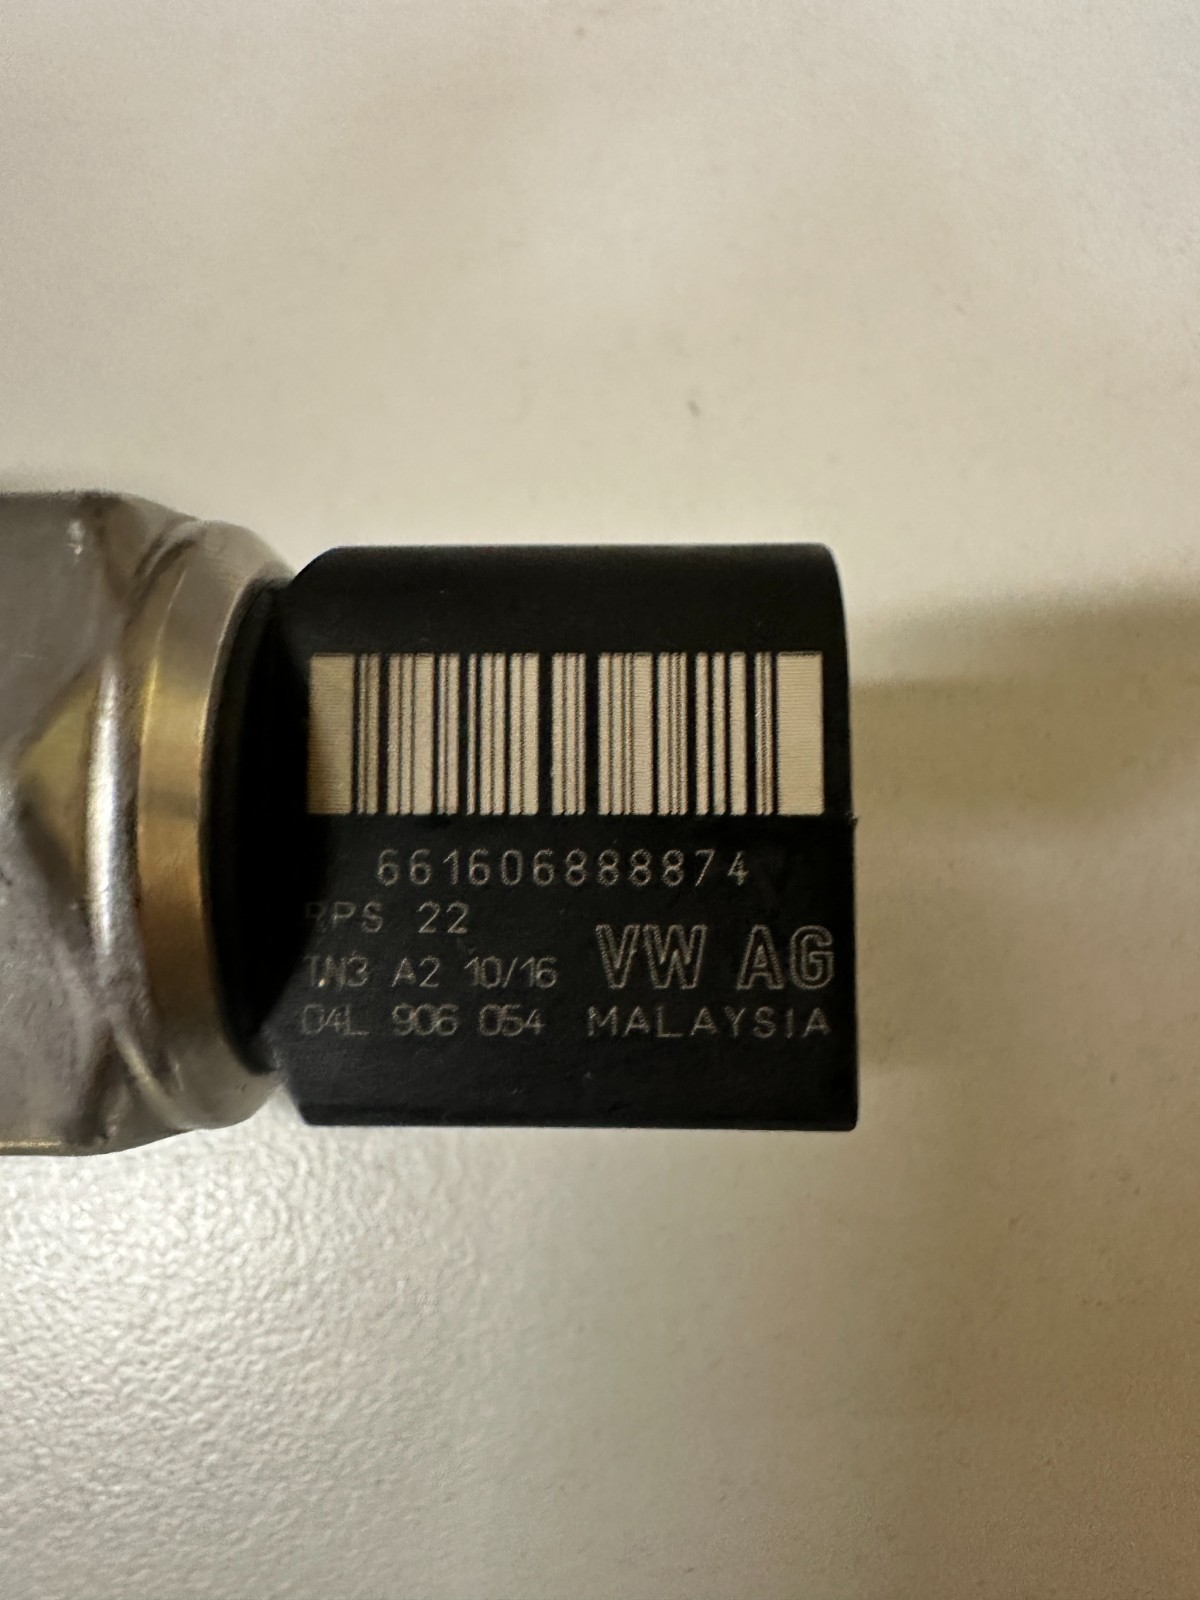 661606888874
RPS 22
TN3 A2 10/16 VW AG
04L 906 054 MALAYSIA